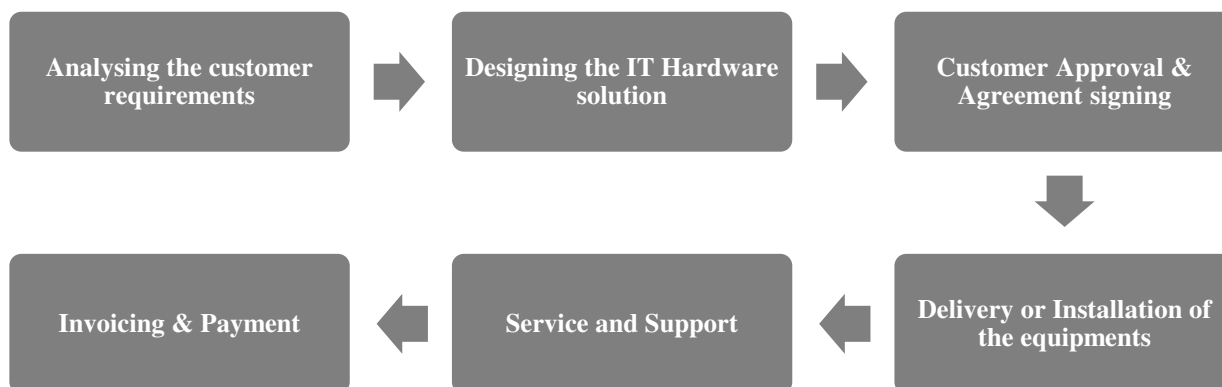 Analysing the customer
requirements
Designing the IT Hardware
solution
Customer Approval &
Agreement signing
Delivery or Installation of
the equipments
Service and Support
Invoicing & Payment